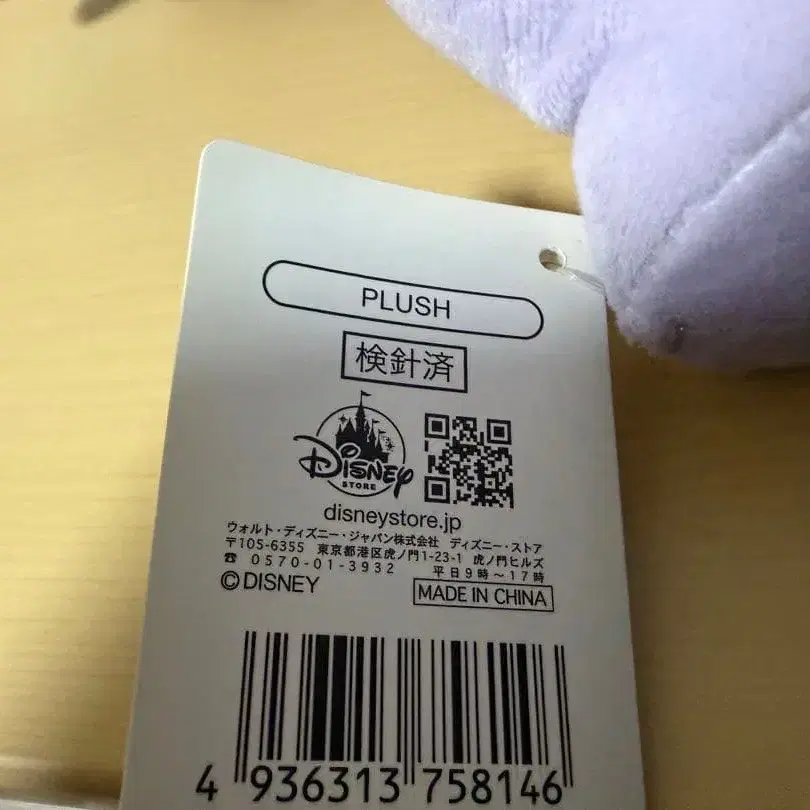 PLUSH
検針済
Disney
STORE
disneystore.jp
ウォルト・ディズニー・ジャパン株式会社 ディズニー・ストア
〒105-6355 東京都港区虎ノ門1-23-1 虎ノ門ヒルズ
☎ 0570-01-3932 平日9時~17時
©DISNEY MADE IN CHINA
4 936313 758146